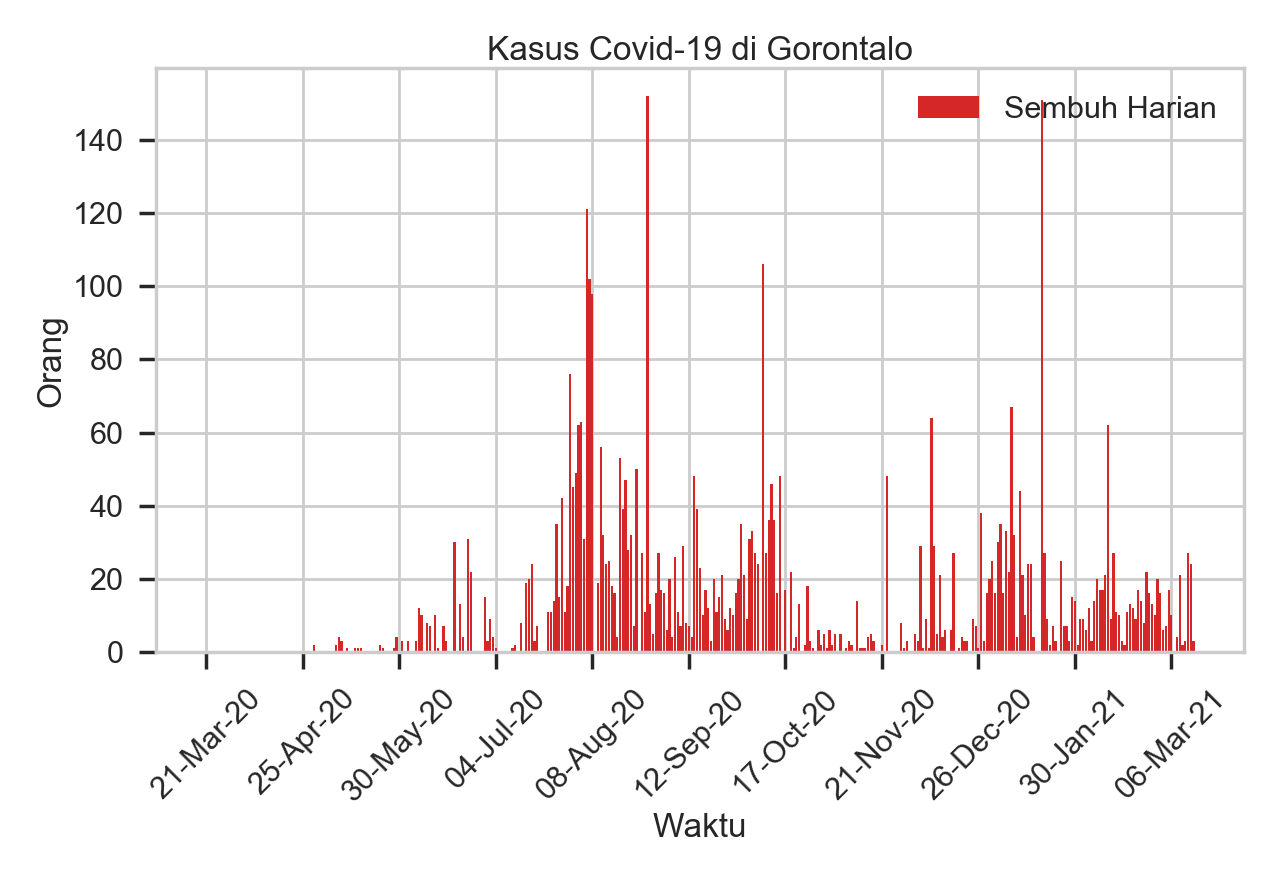 Kasus Covid-19 di Gorontalo
Sembuh Harian
Orang
140
120
100
80
60
40
20
0
21-Mar-20
25-Apr-20
30-May-20
04-Jul-20
08-Aug-20
12-Sep-20
17-Oct-20
21-Nov-20
26-Dec-20
30-Jan-21
06-Mar-21
Waktu